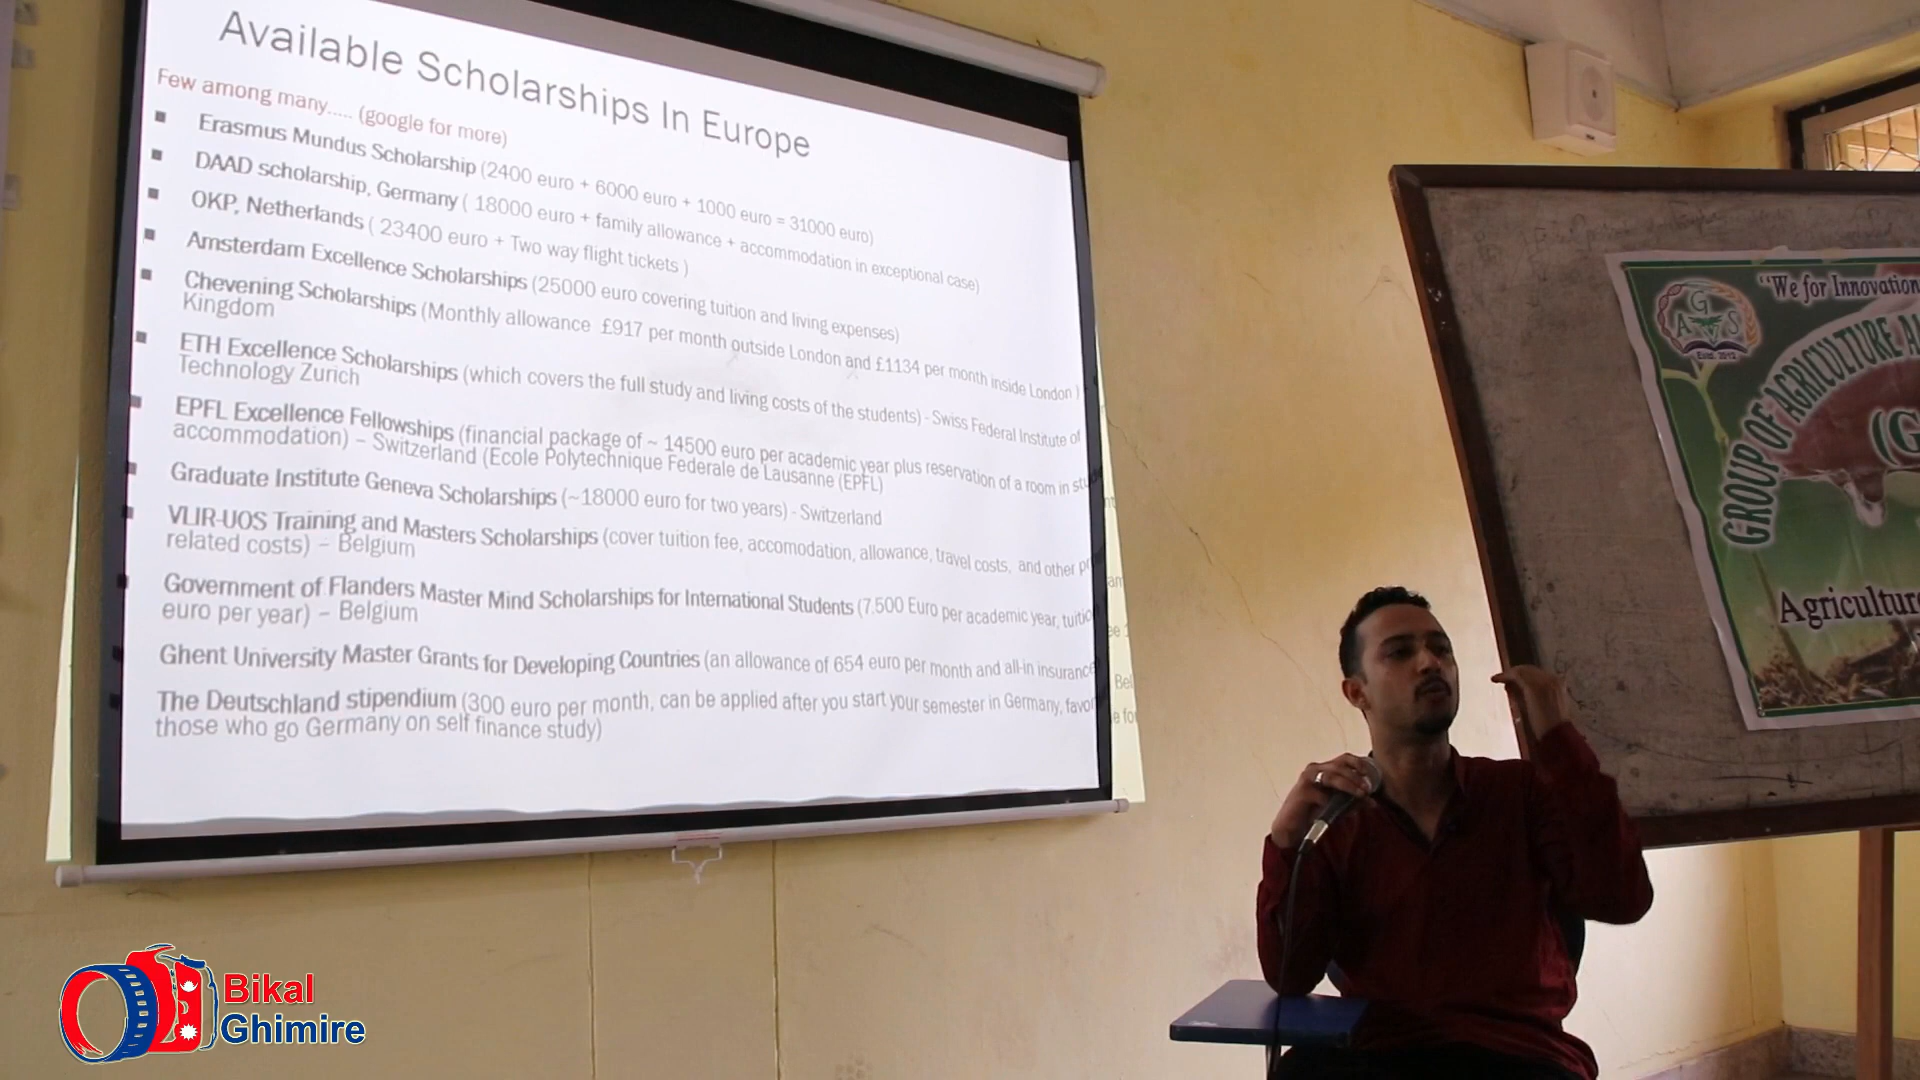 Available Scholarships In Europe
Few among many..... (google for more)
Erasmus Mundus Scholarship (2400 euro + 6000 euro + 1000 euro = 31000 euro)
DAAD scholarship, Germany ( 18000 euro + family allowance + accommodation in exceptional case)
OKP, Netherlands ( 23400 euro + Two way flight tickets )
Amsterdam Excellence Scholarships (25000 euro covering tuition and living expenses)
Chevening Scholarships (Monthly allowance £917 per month outside London and £1134 per month inside London )
Kingdom
ETH Excellence Scholarships (which covers the full study and living costs of the students) - Swiss Federal Institute of
Technology Zurich
EPFL Excellence Fellowships (financial package of ~ 14500 euro per academic year plus reservation of a room in stud
accommodation) – Switzerland (Ecole Polytechnique Federale de Lausanne (EPFL)
Graduate Institute Geneva Scholarships (~18000 euro for two years) - Switzerland
VLIR-UOS Training and Masters Scholarships (cover tuition fee, accomodation, allowance, travel costs, and other pr
related costs) – Belgium
Government of Flanders Master Mind Scholarships for International Students (7.500 Euro per academic year, tuitio
euro per year) – Belgium
Ghent University Master Grants for Developing Countries (an allowance of 654 euro per month and all-in insurance
The Deutschland stipendium (300 euro per month, can be applied after you start your semester in Germany, favor
those who go Germany on self finance study)
"We for Innovation
G
A S
Estd. 2012
GROUP OF AGRICULTURE
(G
Agriculture
Bikal
Ghimire